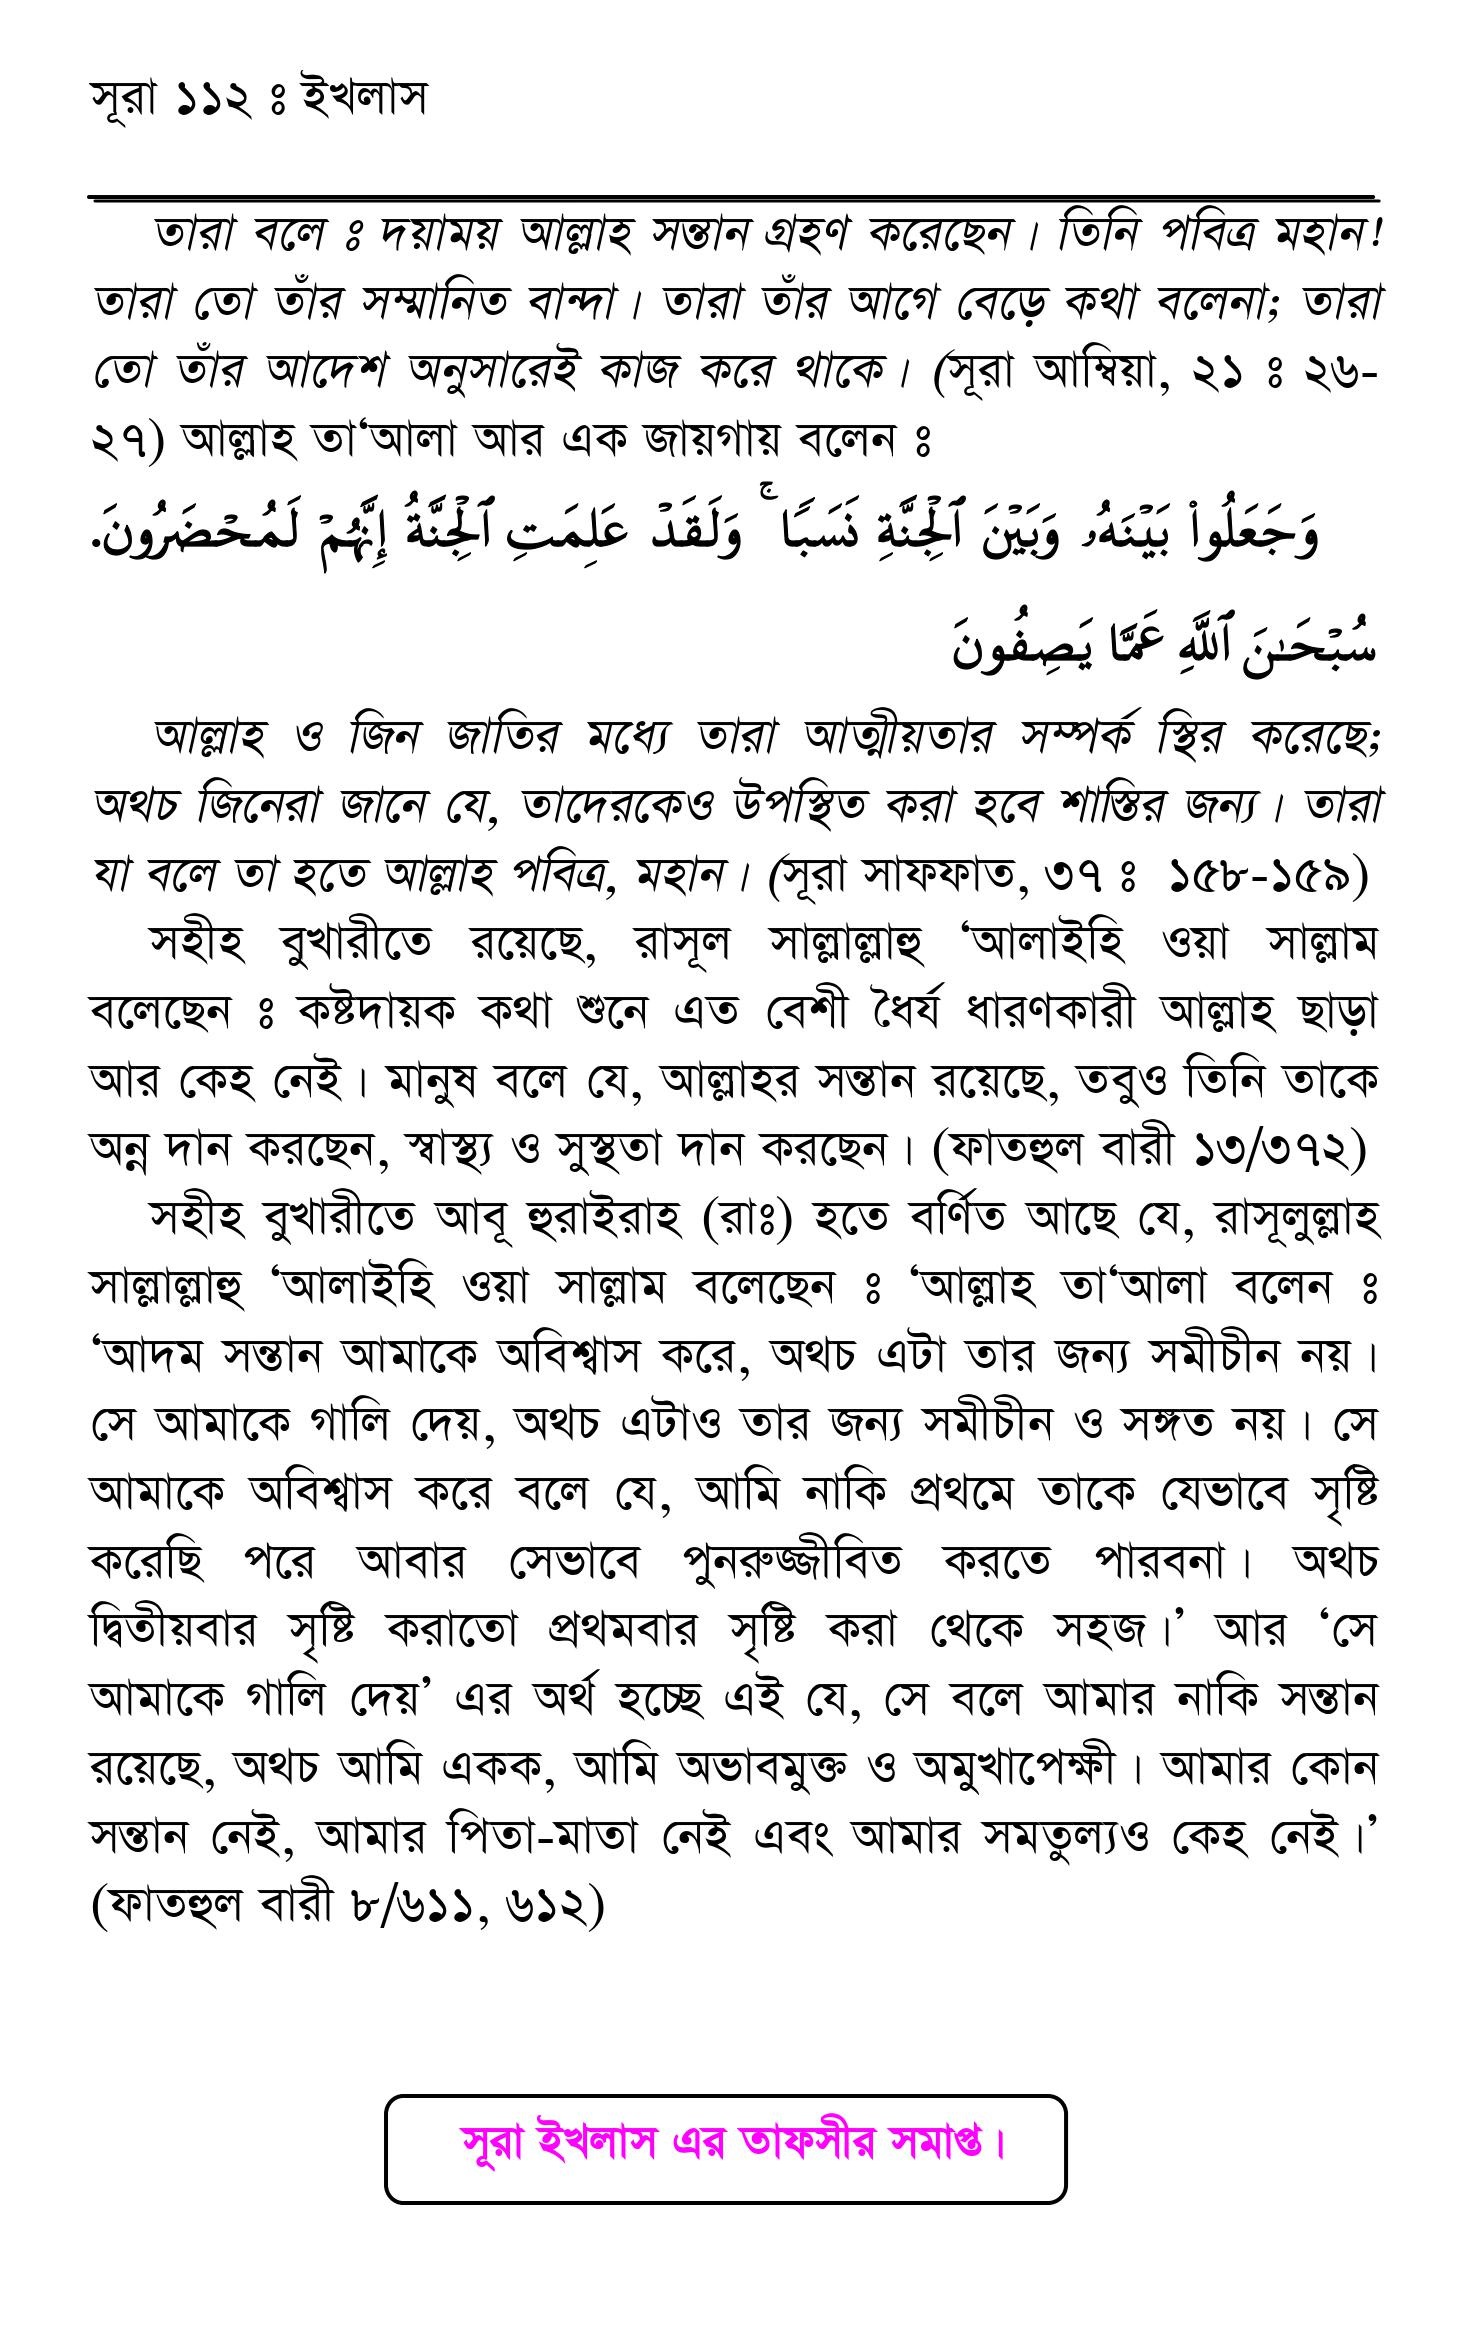 সূরা ১১২ ঃ ইখলাস
তারা বলে ঃ দয়াময় আল্লাহ সন্তান গ্রহণ করেছেন। তিনি পবিত্র মহান!
তারা তো তাঁর সম্মানিত বান্দা। তারা তাঁর আগে বেড়ে কথা বলেনা; তারা
তো তাঁর আদেশ অনুসারেই কাজ করে থাকে। (সূরা আম্বিয়া, ২১ ঃ ২৬-
২৭) আল্লাহ তা‘আলা আর এক জায়গায় বলেন ঃ
وَجَعَلُوا۟ بَيْنَهُۥ وَبَيْنَ ٱلْجِنَّةِ نَسَبًا ۚ وَلَقَدْ عَلِمَتِ ٱلْجِنَّةُ إِنَّهُمْ لَمُحْضَرُونَ.
سُبْحَـٰنَ ٱللَّهِ عَمَّا يَصِفُونَ
আল্লাহ ও জিন জাতির মধ্যে তারা আত্মীয়তার সম্পর্ক স্থির করেছে;
অথচ জিনেরা জানে যে, তাদেরকেও উপস্থিত করা হবে শাস্তির জন্য। তারা
যা বলে তা হতে আল্লাহ পবিত্র, মহান। (সূরা সাফফাত, ৩৭ ঃ ১৫৮-১৫৯)
সহীহ বুখারীতে রয়েছে, রাসূল সাল্লাল্লাহু ‘আলাইহি ওয়া সাল্লাম
বলেছেন ঃ কষ্টদায়ক কথা শুনে এত বেশী ধৈর্য ধারণকারী আল্লাহ ছাড়া
আর কেহ নেই। মানুষ বলে যে, আল্লাহর সন্তান রয়েছে, তবুও তিনি তাকে
অন্ন দান করছেন, স্বাস্থ্য ও সুস্থতা দান করছেন। (ফাতহুল বারী ১৩/৩৭২)
সহীহ বুখারীতে আবূ হুরাইরাহ (রাঃ) হতে বর্ণিত আছে যে, রাসূলুল্লাহ
সাল্লাল্লাহু ‘আলাইহি ওয়া সাল্লাম বলেছেন ঃ ‘আল্লাহ তা‘আলা বলেন ঃ
‘আদম সন্তান আমাকে অবিশ্বাস করে, অথচ এটা তার জন্য সমীচীন নয়।
সে আমাকে গালি দেয়, অথচ এটাও তার জন্য সমীচীন ও সঙ্গত নয়। সে
আমাকে অবিশ্বাস করে বলে যে, আমি নাকি প্রথমে তাকে যেভাবে সৃষ্টি
করেছি পরে আবার সেভাবে পুনরুজ্জীবিত করতে পারবনা। অথচ
দ্বিতীয়বার সৃষ্টি করাতো প্রথমবার সৃষ্টি করা থেকে সহজ।’ আর ‘সে
আমাকে গালি দেয়’ এর অর্থ হচ্ছে এই যে, সে বলে আমার নাকি সন্তান
রয়েছে, অথচ আমি একক, আমি অভাবমুক্ত ও অমুখাপেক্ষী। আমার কোন
সন্তান নেই, আমার পিতা-মাতা নেই এবং আমার সমতুল্যও কেহ নেই।’
(ফাতহুল বারী ৮/৬১১, ৬১২)
সূরা ইখলাস এর তাফসীর সমাপ্ত।